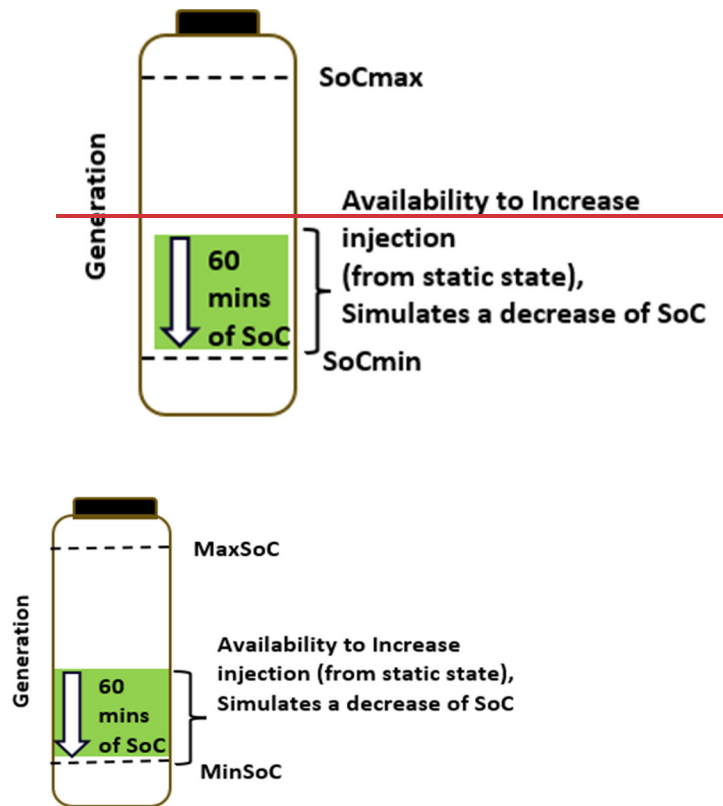 SoCmax
Generation
Availability to Increase
injection
(from static state),
Simulates a decrease of SoC
60
mins
of SoC
SoCmin
MaxSoC
Generation
Availability to Increase
injection (from static state),
Simulates a decrease of SoC
60
mins
of SoC
MinSoC